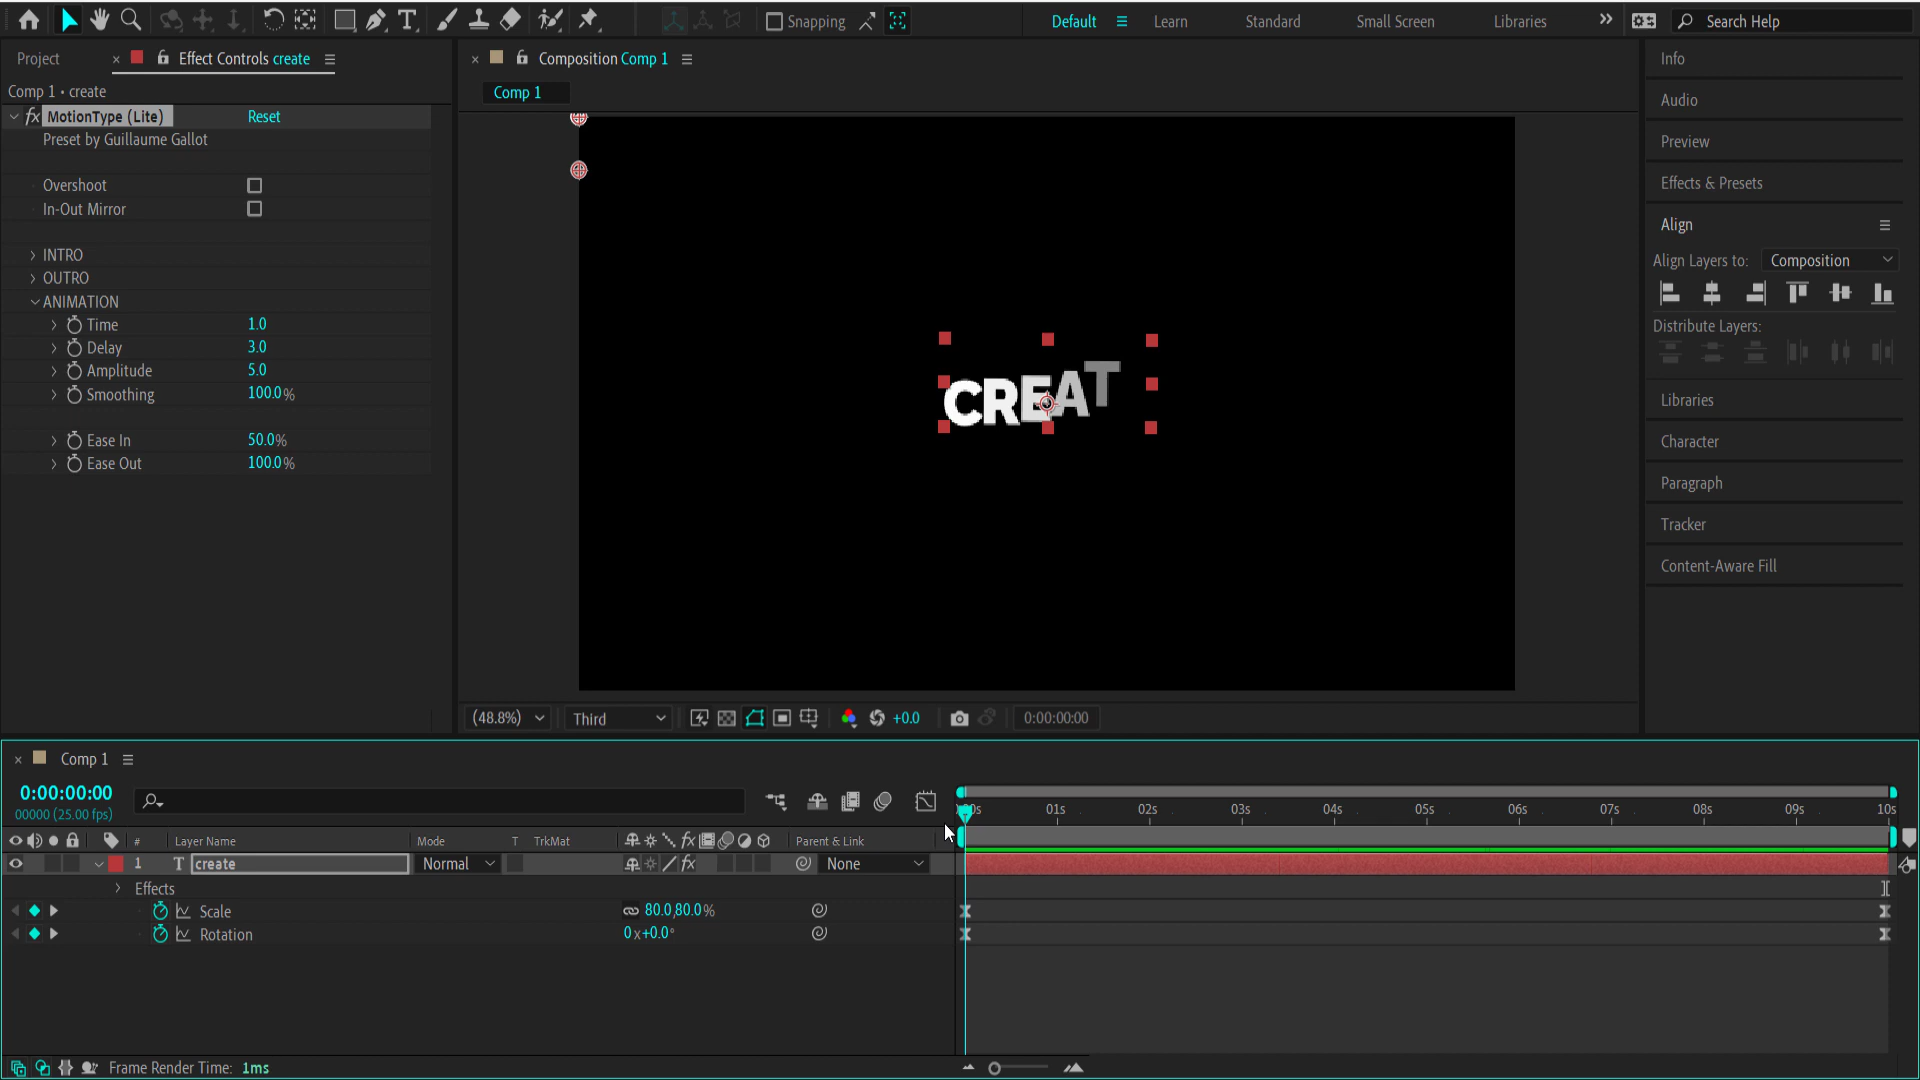 Snapping
Default
Learn
Standard
Small Screen
Libraries
Search Help
Project
Effect Controls create
Composition Comp 1
Info
Comp 1 • create
Comp 1
Audio
fx MotionType (Lite)
Reset
Preset by Guillaume Gallot
Preview
Overshoot
Effects & Presets
In-Out Mirror
Align
INTRO
Align Layers to:
Composition
OUTRO
ANIMATION
Time
1.0
Distribute Layers:
Delay
3.0
Amplitude
5.0
Smoothing
100.0%
CREAT
Libraries
Ease In
50.0%
Character
Ease Out
100.0%
Paragraph
Tracker
Content-Aware Fill
(48.8%)
Third
+0.0
0:00:00:00
Comp 1
0:00:00:00
00000 (25.00 fps)
01s
02s
03s
04s
05s
06s
07s
08s
09s
10s
#
Layer Name
Mode
T
TrkMat
fx
Parent & Link
1
T
create
Normal
fx
None
Effects
Scale
80.0,80.0%
Rotation
0x+0.0°
Frame Render Time: 1ms